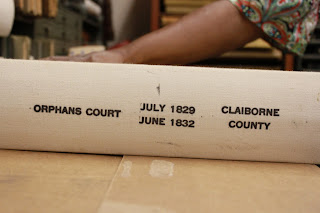 ORPHANS COURT
JULY 1829
JUNE 1832
CLAIBORNE
COUNTY